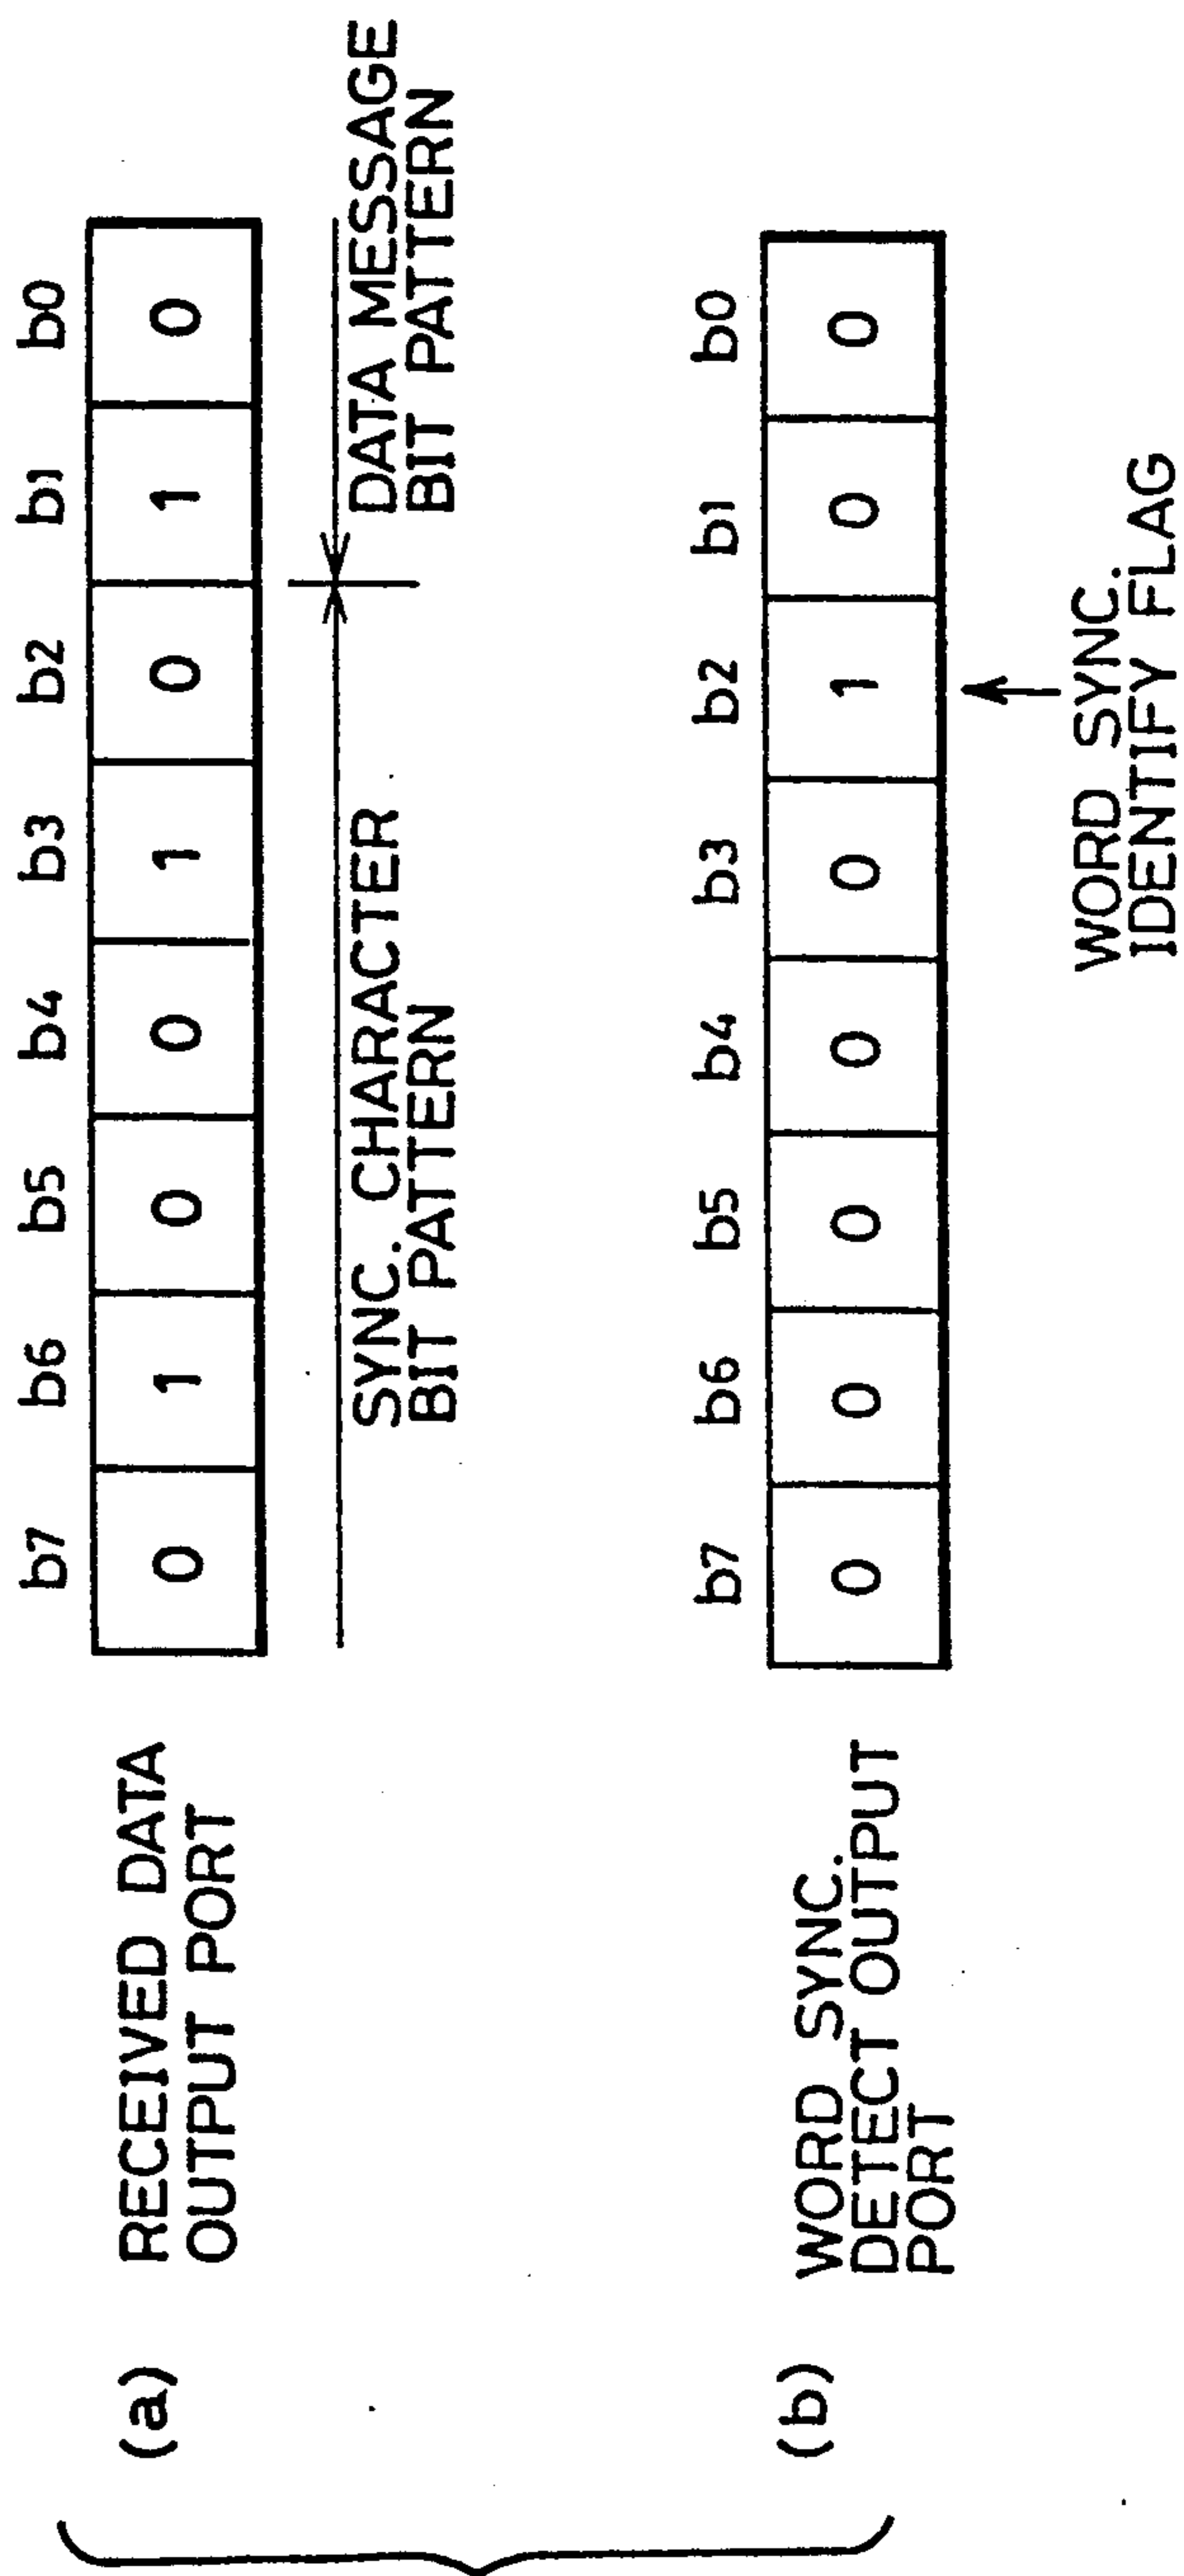 (a) RECEIVED DATA
OUTPUT PORT
b7 b6 b5 b4 b3 b2 b1 b0
0 1 0 0 1 0 1 0
SYNC. CHARACTER
BIT PATTERN
DATA MESSAGE
BIT PATTERN
(b) WORD SYNC.
DETECT OUTPUT
PORT
b7 b6 b5 b4 b3 b2 b1 b0
0 0 0 0 0 1 0 0
WORD SYNC.
IDENTIFY FLAG